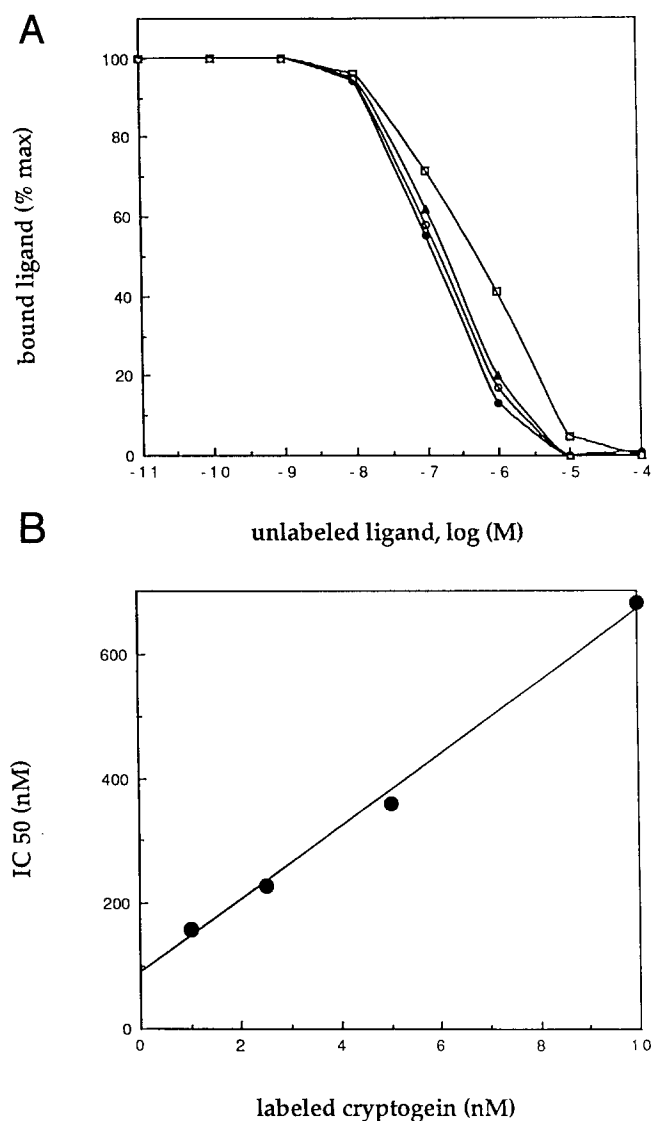 A
bound ligand (% max)
100
80
60
40
20
0
-11 -10 -9 -8 -7 -6 -5 -4
unlabeled ligand, log (M)
B
IC 50 (nM)
600
400
200
0
0 2 4 6 8 10
labeled cryptogein (nM)